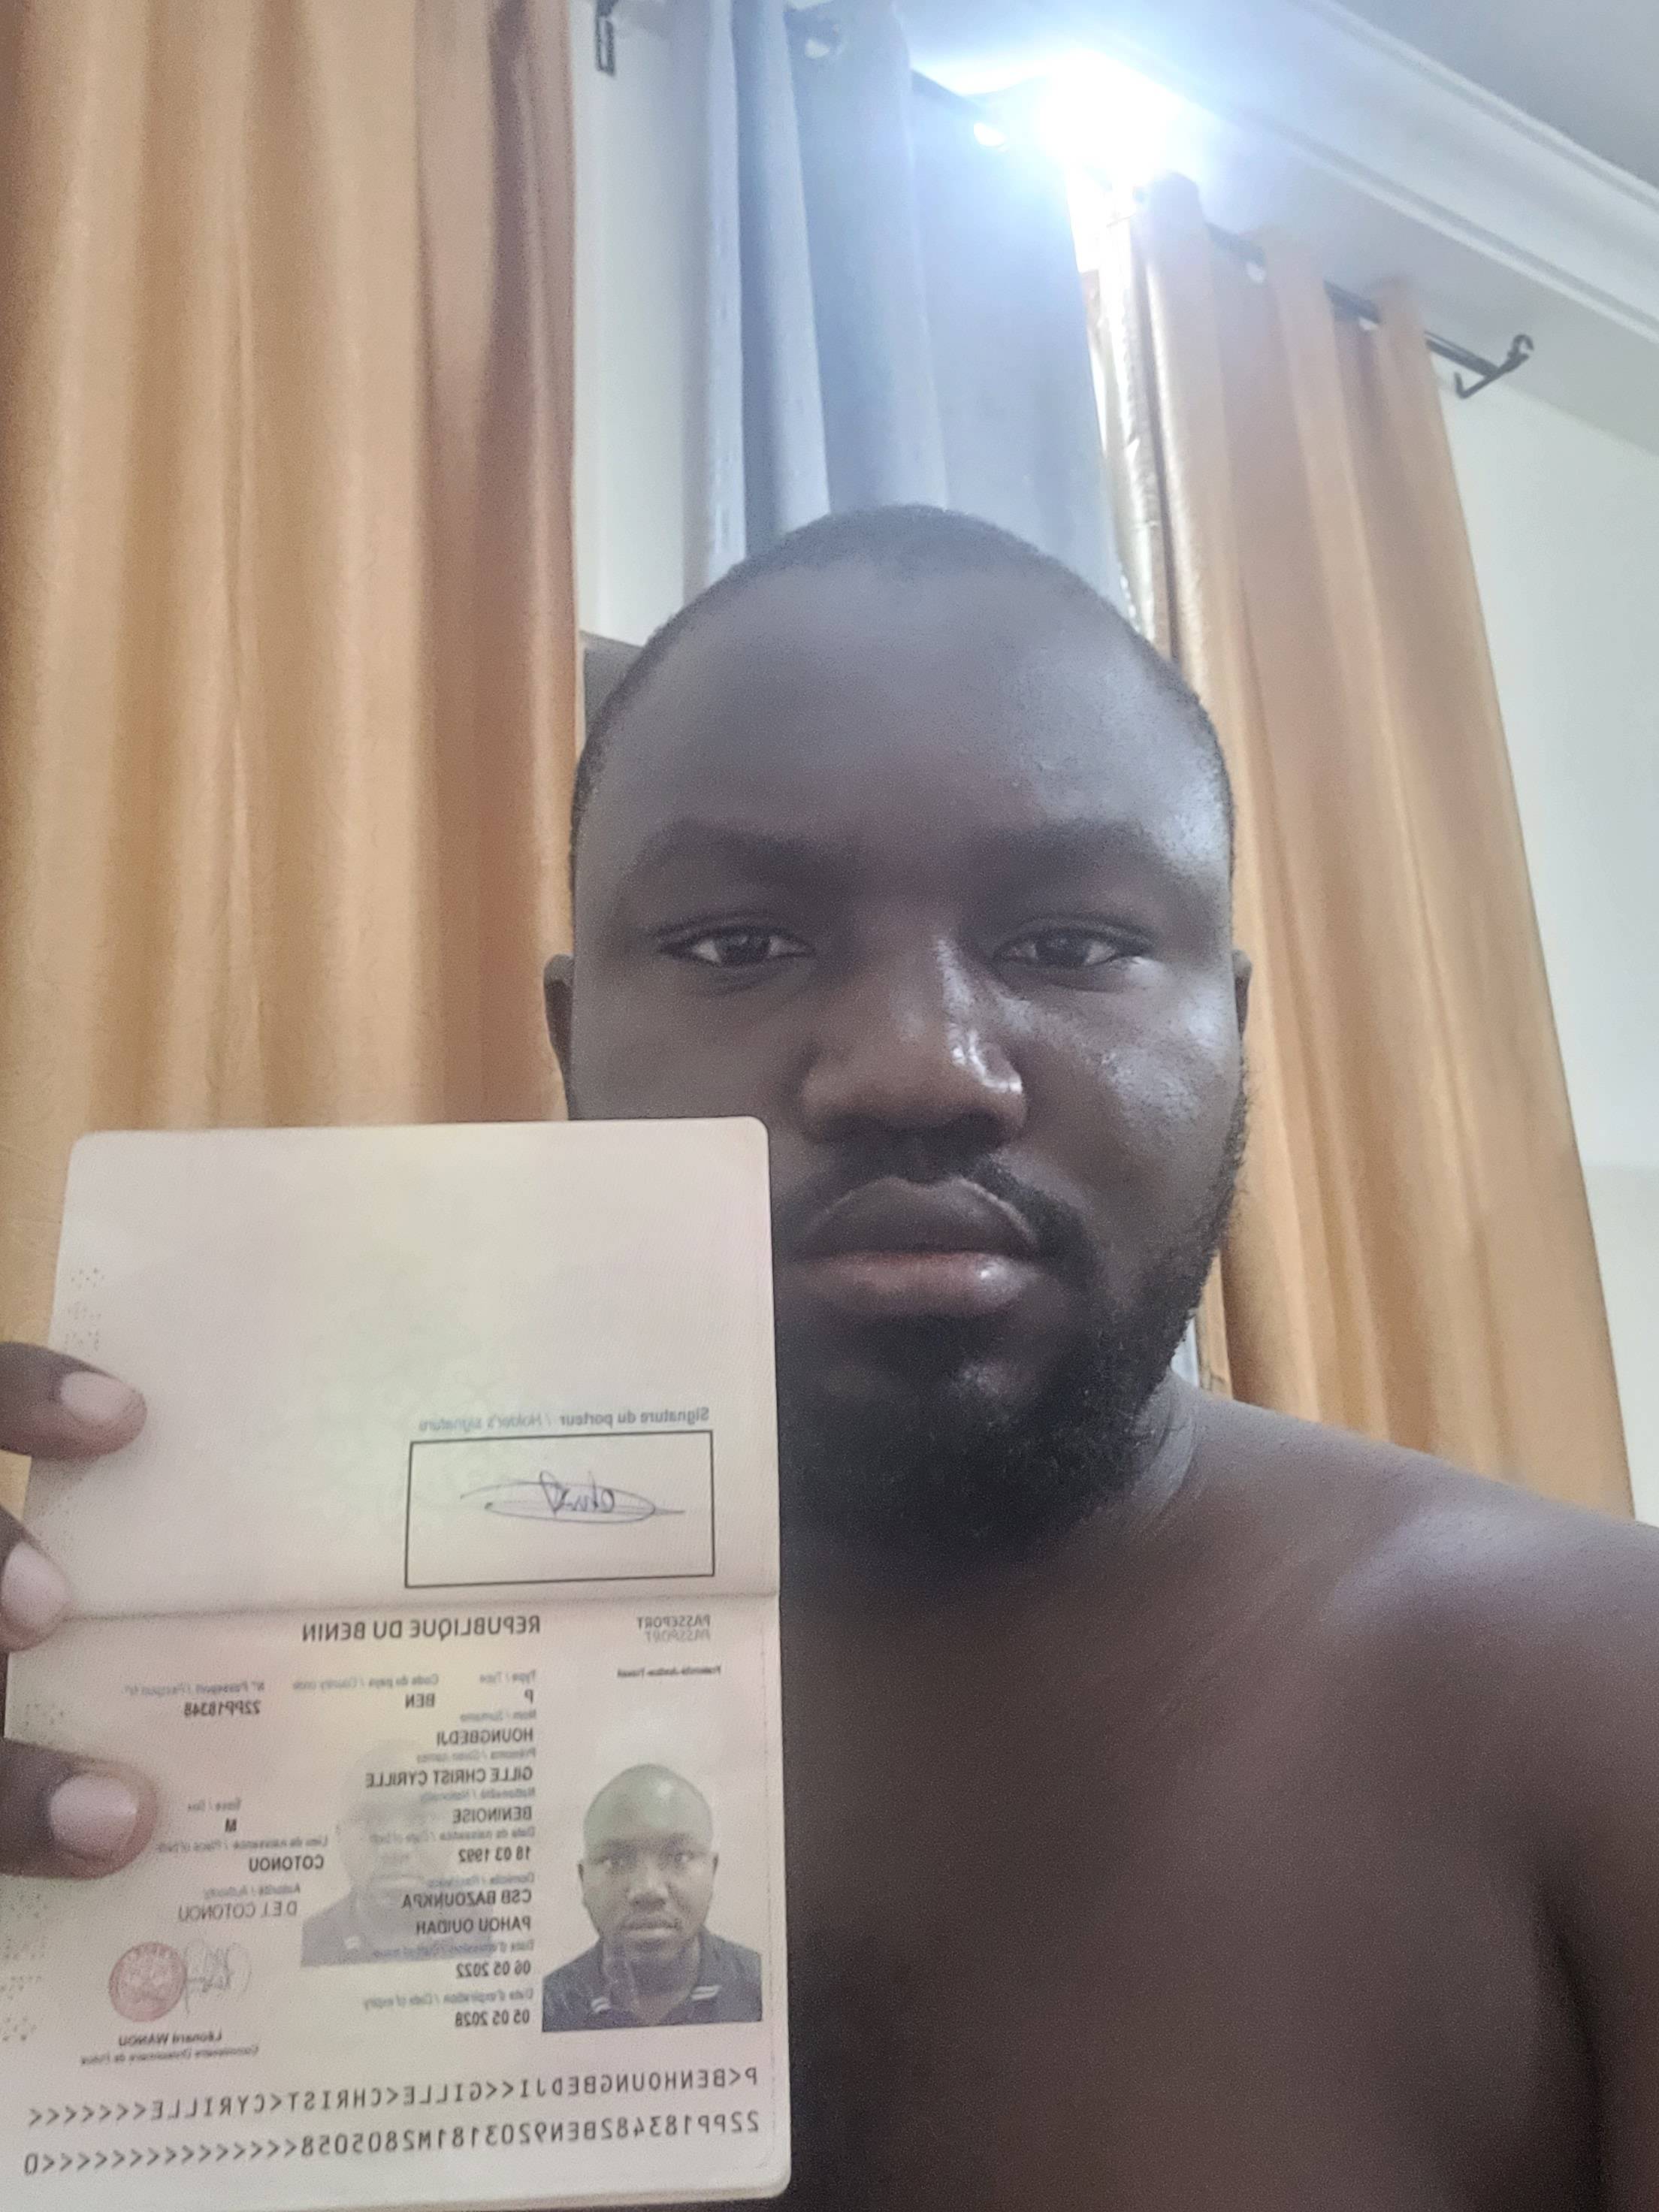 Signature du porteur / Holder's signature
REPUBLIQUE DU BENIN
PASSEPORT
PASSPORT
Fraternité-Justice-Travail
Type / Type
Code du pays / Country code
N° Passeport / Passport N°
P
BEN
22PP18348
Nom / Surname
HOUNGBEDJI
Prénoms / Given names
GILLE CHRIST CYRILLE
Nationalité / Nationality
BENINOISE
Sexe / Sex
M
Date de naissance / Date of birth
18 03 1992
Lieu de naissance / Place of birth
COTONOU
Domicile / Residence
CSB BAZOUNKPA
PAHOU OUIDAH
Autorité / Authority
D E I COTONOU
Date d'émission / Date of issue
06 05 2022
Date d'expiration / Date of expiry
05 05 2028
Léonard WANOU
Commissaire Divisionnaire de Police
P<BENHOUNGBEDJI<<GILLE<CHRIST<CYRILLE<<<<<<<
22PP183482BEN9203181M2805058<<<<<<<<<<<<<<<0